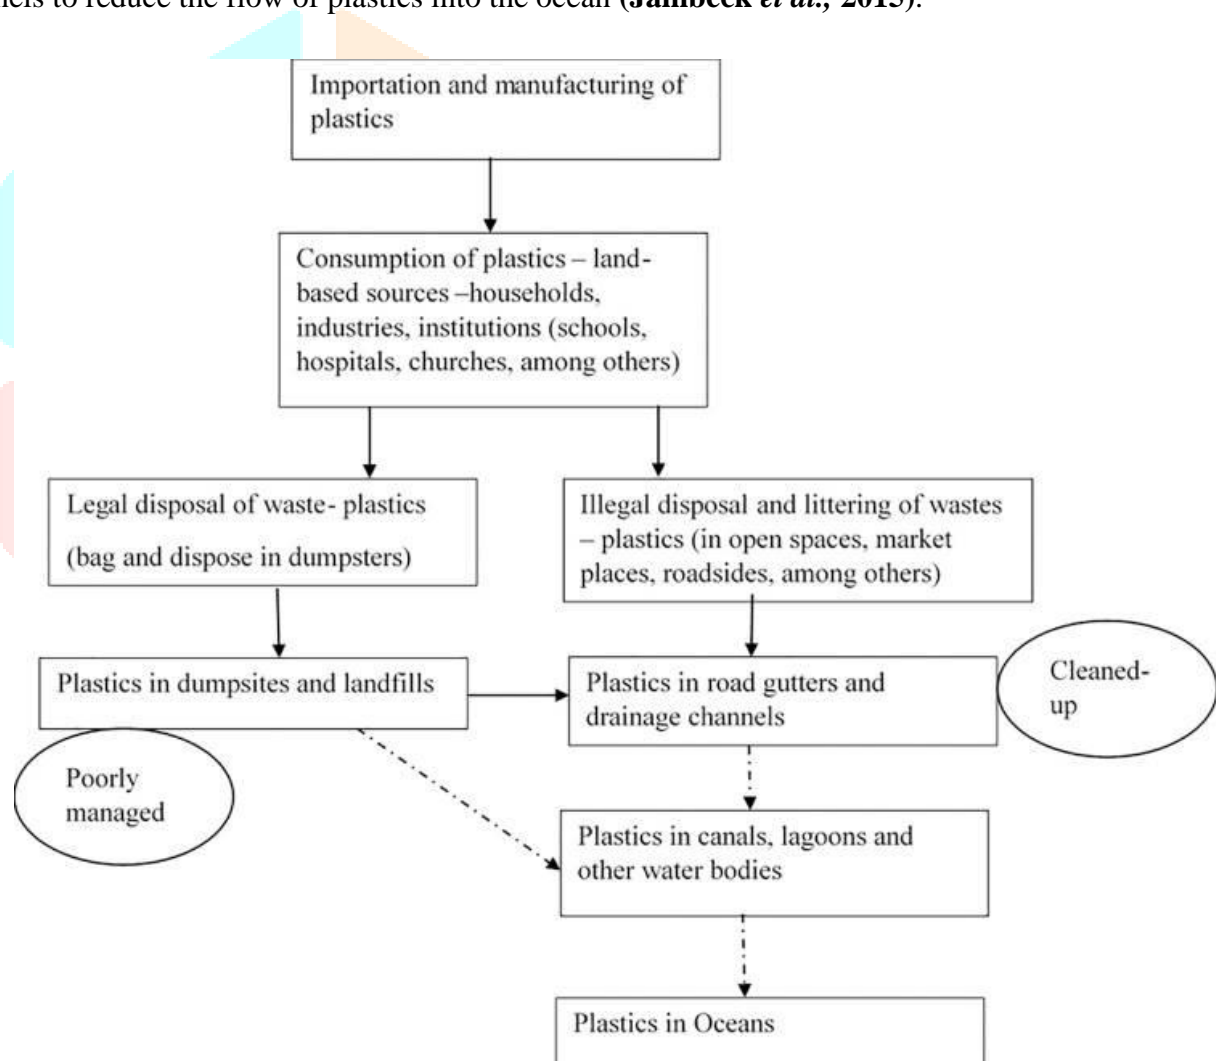 to reduce the flow of plastics into the ocean (Jambeck et al., 2015).
Importation and manufacturing of
plastics
Consumption of plastics – land-
based sources –households,
industries, institutions (schools,
hospitals, churches, among others)
Legal disposal of waste- plastics
(bag and dispose in dumpsters)
Illegal disposal and littering of wastes
– plastics (in open spaces, market
places, roadsides, among others)
Plastics in dumpsites and landfills
Plastics in road gutters and
drainage channels
Cleaned-
up
Poorly
managed
Plastics in canals, lagoons and
other water bodies
Plastics in Oceans